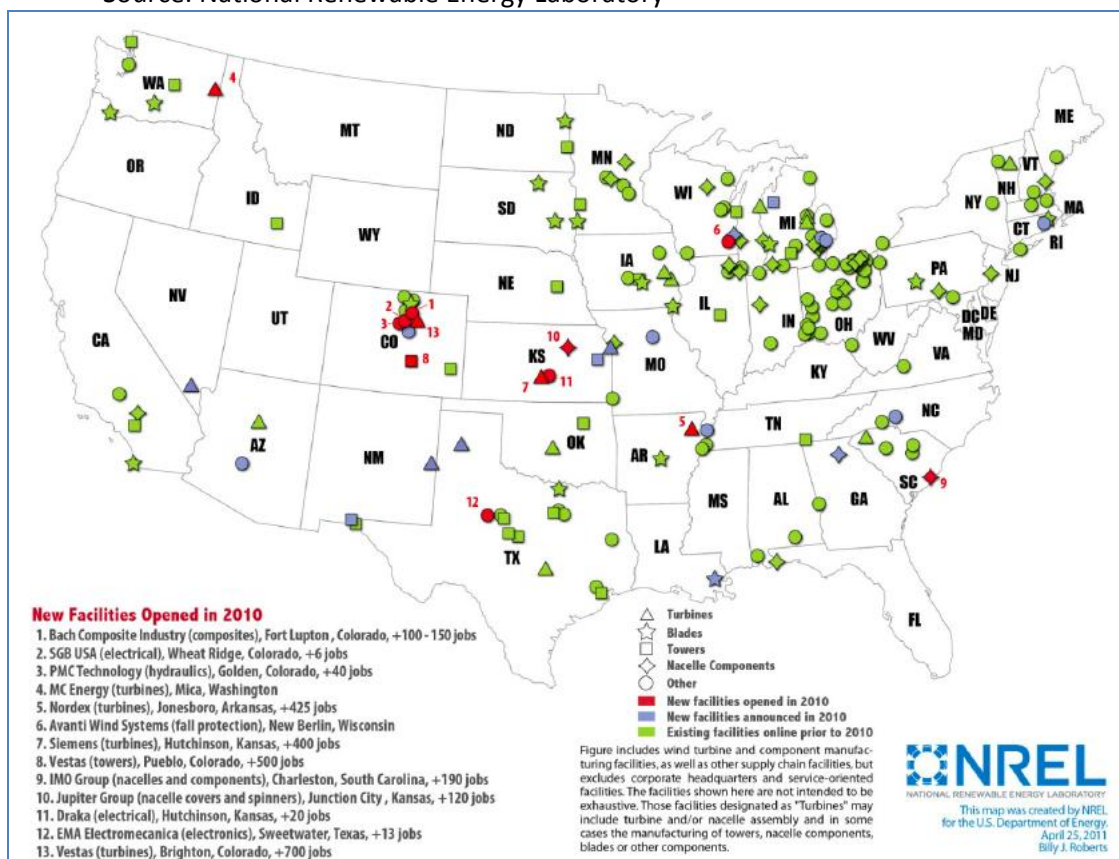 Source: National Renewable Energy Laboratory
ME
WA
4
MT
ND
MN
VT
OR
NH
ID
WI
NY
MA
SD
MI
CT
RI
WY
6
IA
PA
NJ
NE
NV
2
1
IL
IN
OH
DC
DE
MD
UT
3
13
10
WV
CA
CO
KS
MO
VA
8
KY
7
11
NC
5
TN
OK
AZ
NM
AR
SC
9
MS
AL
GA
12
LA
TX
FL
New Facilities Opened in 2010
1. Bach Composite Industry (composites), Fort Lupton , Colorado, +100 - 150 jobs
2. SGB USA (electrical), Wheat Ridge, Colorado, +6 jobs
3. PMC Technology (hydraulics), Golden, Colorado, +40 jobs
4. MC Energy (turbines), Mica, Washington
5. Nordex (turbines), Jonesboro, Arkansas, +425 jobs
6. Avanti Wind Systems (fall protection), New Berlin, Wisconsin
7. Siemens (turbines), Hutchinson, Kansas, +400 jobs
8. Vestas (towers), Pueblo, Colorado, +500 jobs
9. IMO Group (nacelles and components), Charleston, South Carolina, +190 jobs
10. Jupiter Group (nacelle covers and spinners), Junction City , Kansas, +120 jobs
11. Draka (electrical), Hutchinson, Kansas, +20 jobs
12. EMA Electromecanica (electronics), Sweetwater, Texas, +13 jobs
13. Vestas (turbines), Brighton, Colorado, +700 jobs
Turbines
Blades
Towers
Nacelle Components
Other
New facilities opened in 2010
New facilities announced in 2010
Existing facilities online prior to 2010
Figure includes wind turbine and component manufac-
turing facilities, as well as other supply chain facilities, but
excludes corporate headquarters and service-oriented
facilities. The facilities shown here are not intended to be
exhaustive. Those facilities designated as "Turbines" may
include turbine and/or nacelle assembly and in some
cases the manufacturing of towers, nacelle components,
blades or other components.
NREL
NATIONAL RENEWABLE ENERGY LABORATORY
This map was created by NREL
for the U.S. Department of Energy.
April 25, 2011
Billy J. Roberts